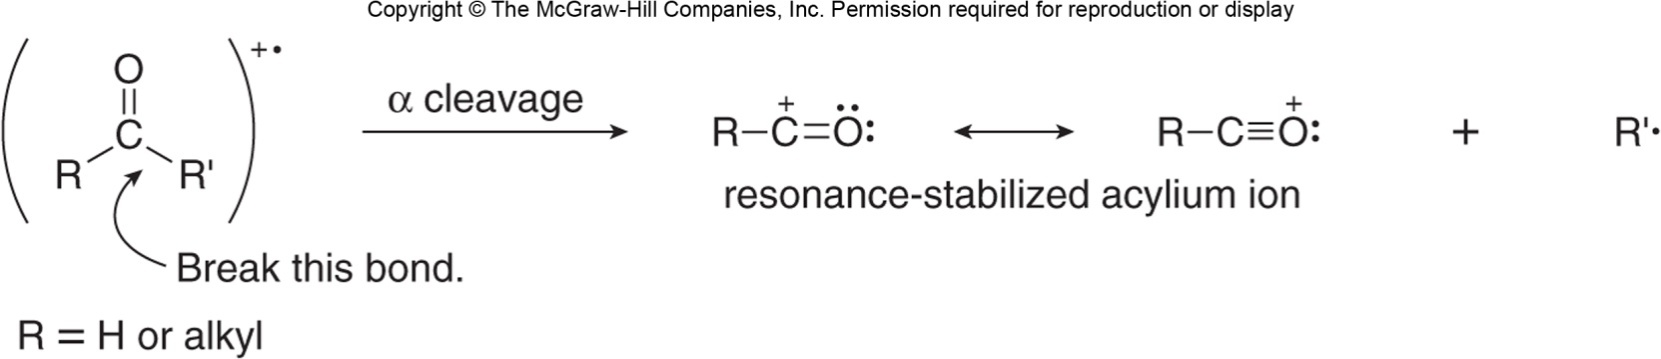 Copyright © The McGraw-Hill Companies, Inc. Permission required for reproduction or display
O
+•
C
R
R'
α cleavage
R–C=O:
+
R–C≡O:
+
+
R'•
resonance-stabilized acylium ion
Break this bond.
R = H or alkyl